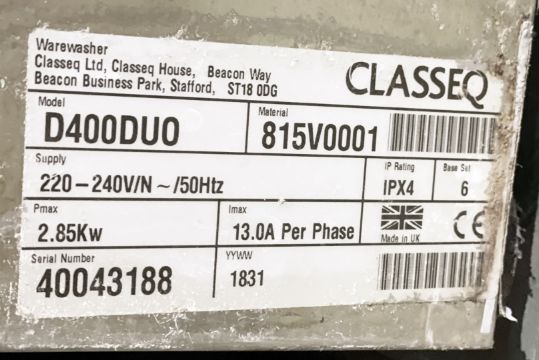 Warewasher
Classeq Ltd, Classeq House, Beacon Way
Beacon Business Park, Stafford, ST18 0DG
CLASSEQ
Model
D400DUO
Material
815V0001
Supply
220-240V/N ~/50Htz
IP Rating
IPX4
Base Set
6
Pmax
2.85Kw
Imax
13.0A Per Phase
Made in UK
CE
Serial Number
40043188
YYWW
1831